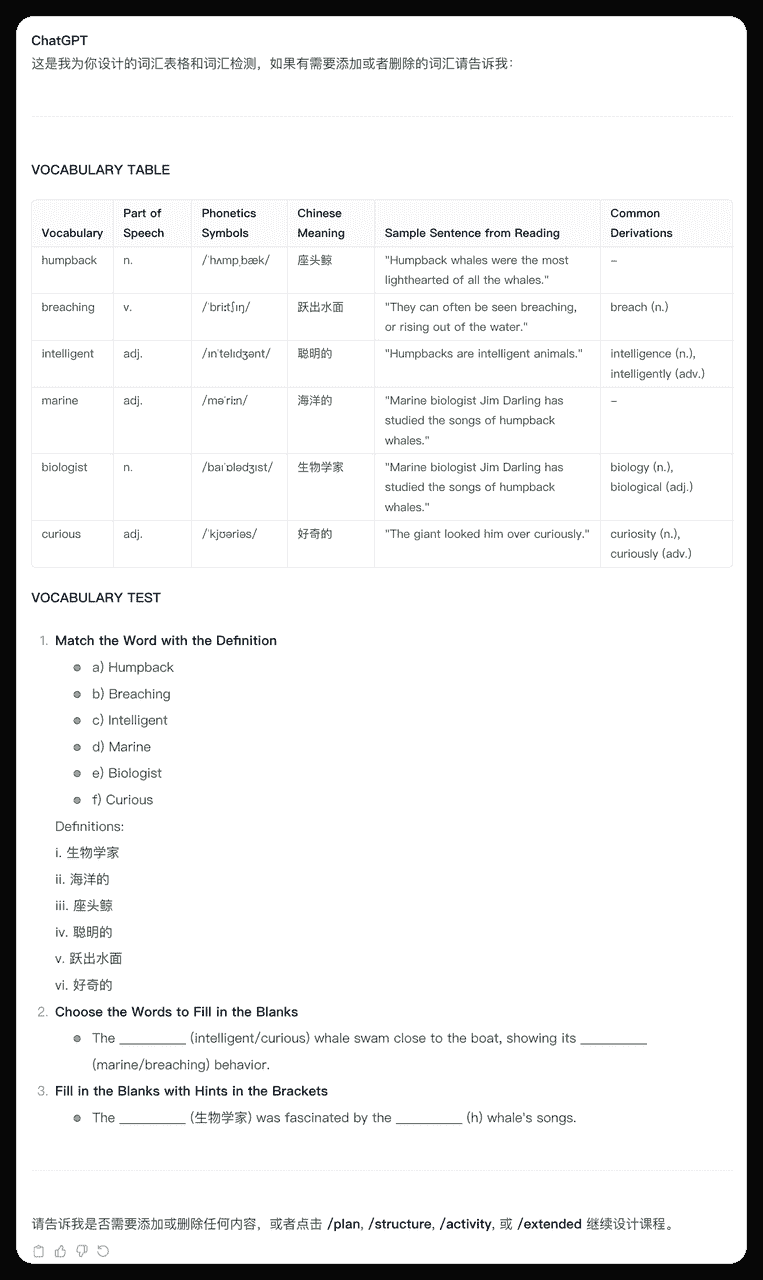 ChatGPT
这是我为你设计的词汇表格和词汇检测，如果有需要添加或者删除的词汇请告诉我：
VOCABULARY TABLE
Vocabulary Part of Speech Phonetics Symbols Chinese Meaning Sample Sentence from Reading Common Derivations
humpback n. /ˈhʌmpˌbæk/ 座头鲸 "Humpback whales were the most lighthearted of all the whales." –
breaching v. /ˈbriːtʃɪŋ/ 跃出水面 "They can often be seen breaching, or rising out of the water." breach (n.)
intelligent adj. /ɪnˈtelɪdʒənt/ 聪明的 "Humpbacks are intelligent animals." intelligence (n.), intelligently (adv.)
marine adj. /məˈriːn/ 海洋的 "Marine biologist Jim Darling has studied the songs of humpback whales." –
biologist n. /baɪˈɒlədʒɪst/ 生物学家 "Marine biologist Jim Darling has studied the songs of humpback whales." biology (n.), biological (adj.)
curious adj. /ˈkjʊəriəs/ 好奇的 "The giant looked him over curiously." curiosity (n.), curiously (adv.)
VOCABULARY TEST
1. Match the Word with the Definition
a) Humpback
b) Breaching
c) Intelligent
d) Marine
e) Biologist
f) Curious
Definitions:
i. 生物学家
ii. 海洋的
iii. 座头鲸
iv. 聪明的
v. 跃出水面
vi. 好奇的
2. Choose the Words to Fill in the Blanks
The __________ (intelligent/curious) whale swam close to the boat, showing its __________
(marine/breaching) behavior.
3. Fill in the Blanks with Hints in the Brackets
The __________ (生物学家) was fascinated by the __________ (h) whale's songs.
请告诉我是否需要添加或删除任何内容，或者点击 /plan, /structure, /activity, 或 /extended 继续设计课程。